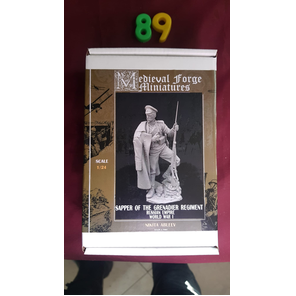 89
Medieval Forge
Miniatures
SCALE
1:24
SAPPER OF THE GRENADIER REGIMENT
RUSSIAN EMPIRE
WORLD WAR I